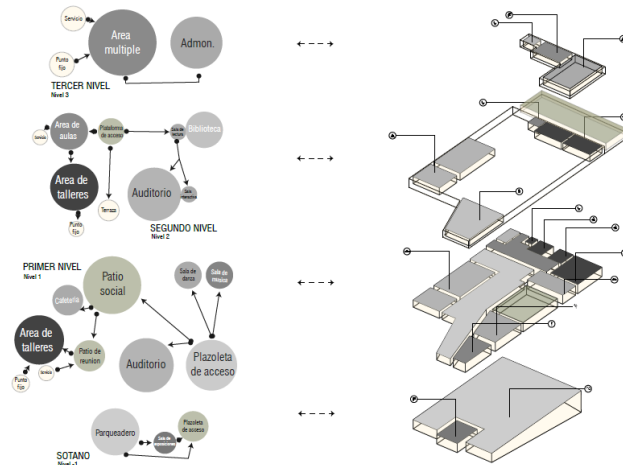 Servicio
Area
multiple
Admon.
Punto
fijo
TERCER NIVEL
Nivel 3
Area de
aulas
Plataforma
de acceso
Biblioteca
Area de
talleres
Auditorio
Terraza
Punto
fijo
SEGUNDO NIVEL
Nivel 2
PRIMER NIVEL
Nivel 1
Patio
social
Sala de
danza
Sala de
musica
Cafeteria
Area de
talleres
Patio de
reunion
Auditorio
Plazoleta
de acceso
Punto
fijo
Parqueadero
Plazoleta
de acceso
SOTANO
Nivel -1